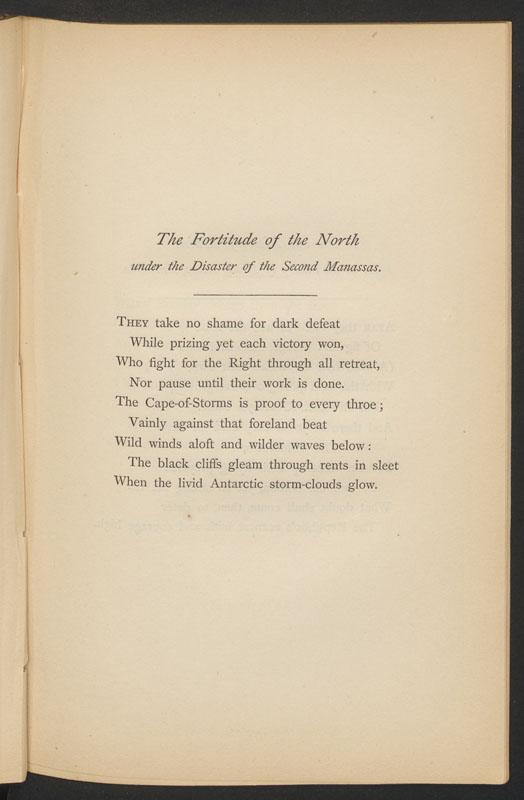 The Fortitude of the North
under the Disaster of the Second Manassas.
THEY take no shame for dark defeat
While prizing yet each victory won,
Who fight for the Right through all retreat,
Nor pause until their work is done.
The Cape-of-Storms is proof to every throe;
Vainly against that foreland beat
Wild winds aloft and wilder waves below:
The black cliffs gleam through rents in sleet
When the livid Antarctic storm-clouds glow.